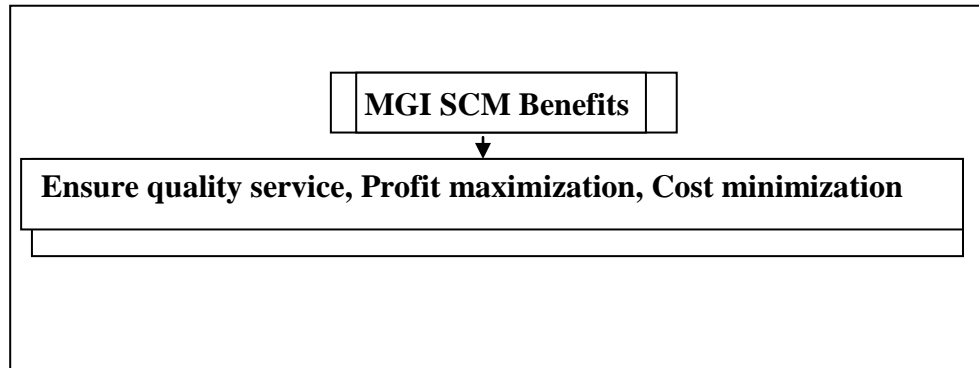 MGI SCM Benefits
Ensure quality service, Profit maximization, Cost minimization